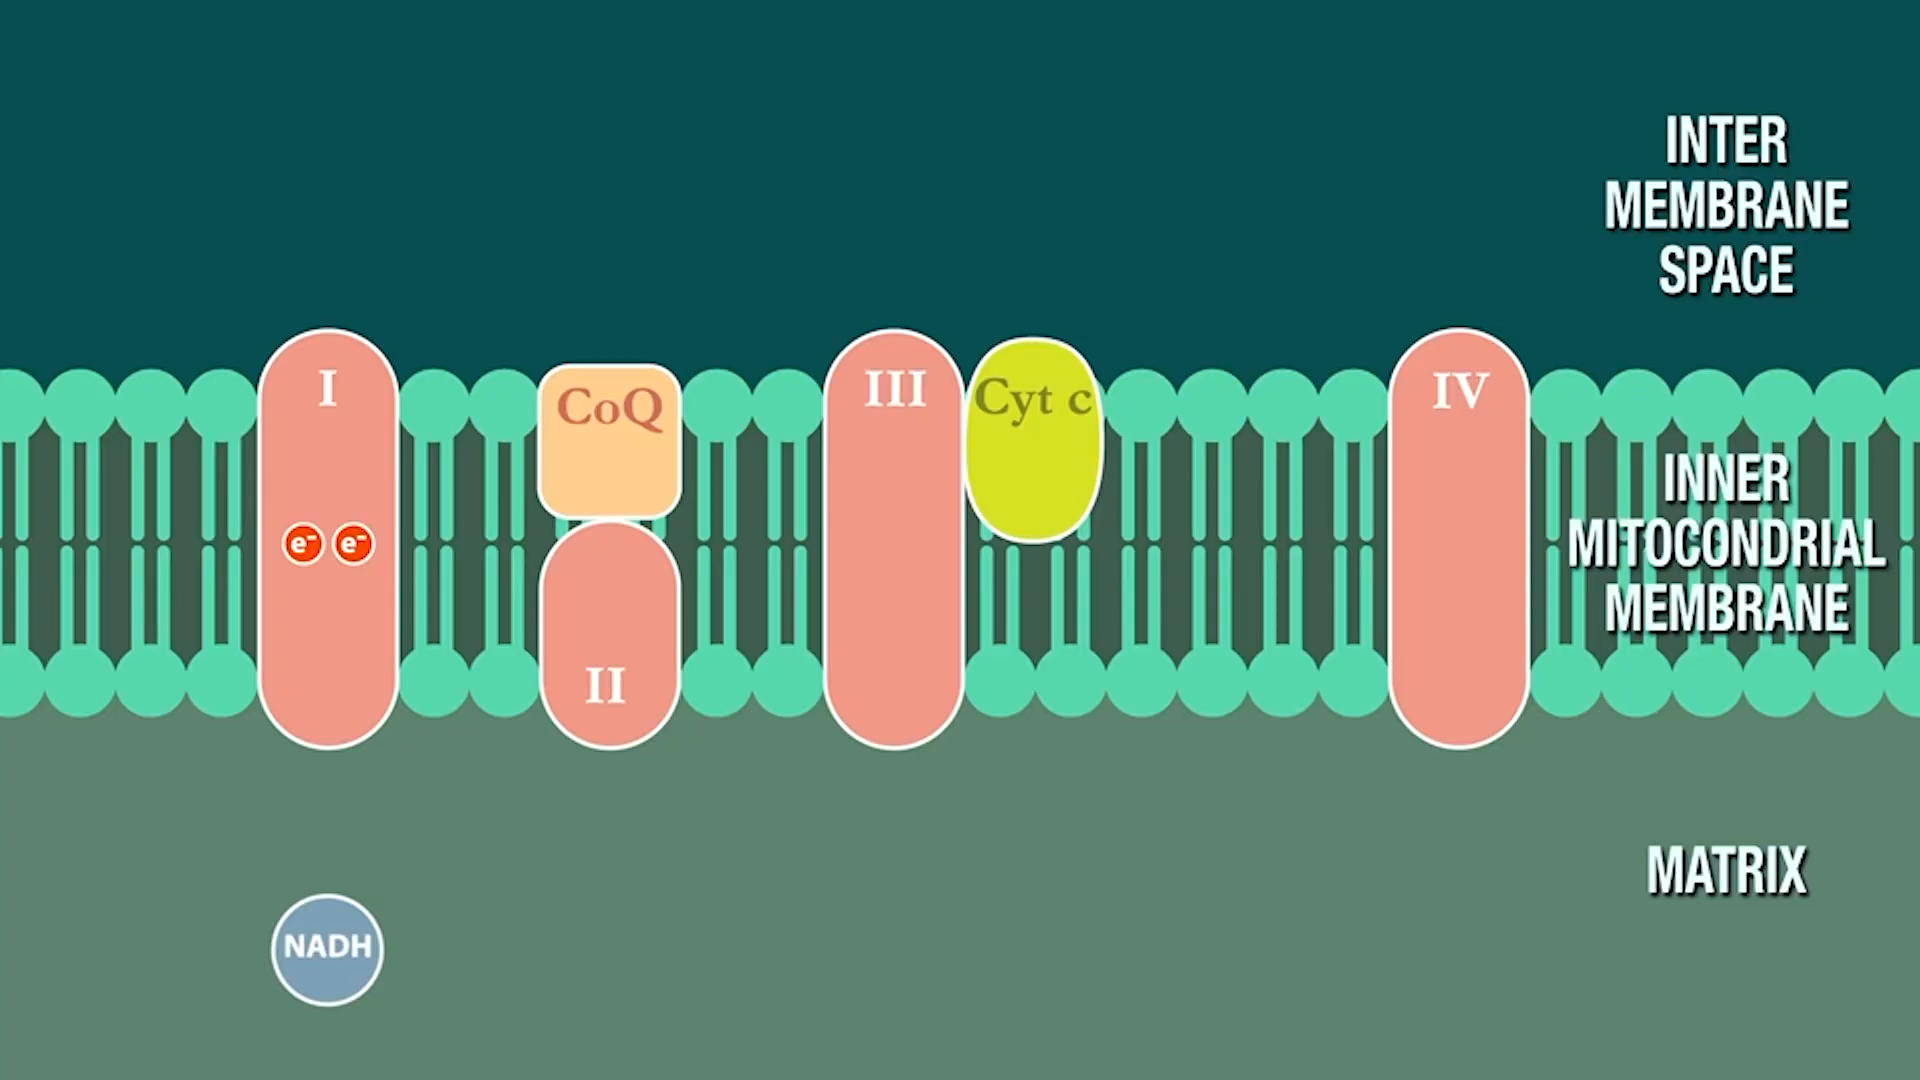 INTER
MEMBRANE
SPACE
I
CoQ
III
Cyt c
IV
INNER
MITOCONDRIAL
MEMBRANE
e⁻ e⁻
II
MATRIX
NADH